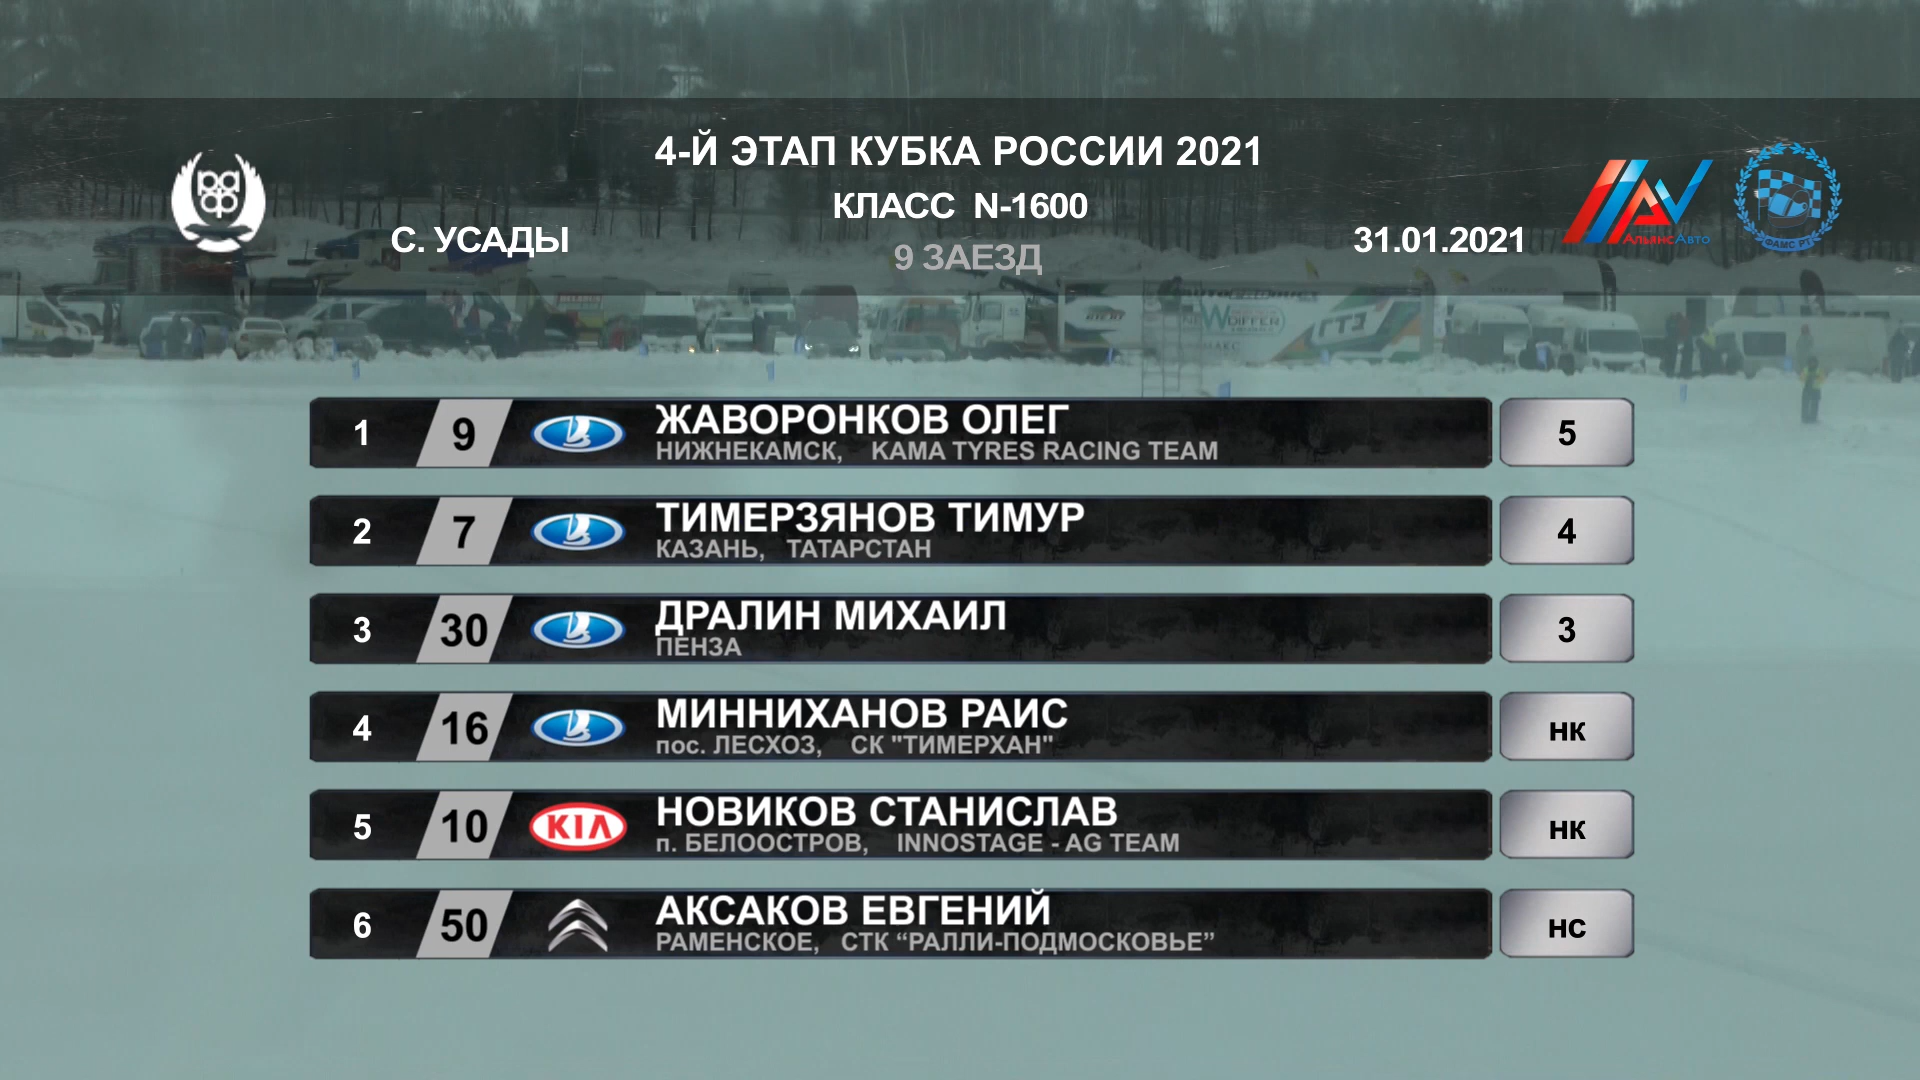 4-Й ЭТАП КУБКА РОССИИ 2021
КЛАСС N-1600
С. УСАДЫ
9 ЗАЕЗД
31.01.2021
АльянсАвто
ФАМС РТ
1 9 ЖАВОРОНКОВ ОЛЕГ 5
НИЖНЕКАМСК, KAMA TYRES RACING TEAM
2 7 ТИМЕРЗЯНОВ ТИМУР 4
КАЗАНЬ, ТАТАРСТАН
3 30 ДРАЛИН МИХАИЛ 3
ПЕНЗА
4 16 МИННИХАНОВ РАИС нк
пос. ЛЕСХОЗ, СК "ТИМЕРХАН"
5 10 KIA НОВИКОВ СТАНИСЛАВ нк
п. БЕЛООСТРОВ, INNOSTAGE - AG TEAM
6 50 АКСАКОВ ЕВГЕНИЙ нс
РАМЕНСКОЕ, СТК “РАЛЛИ-ПОДМОСКОВЬЕ”